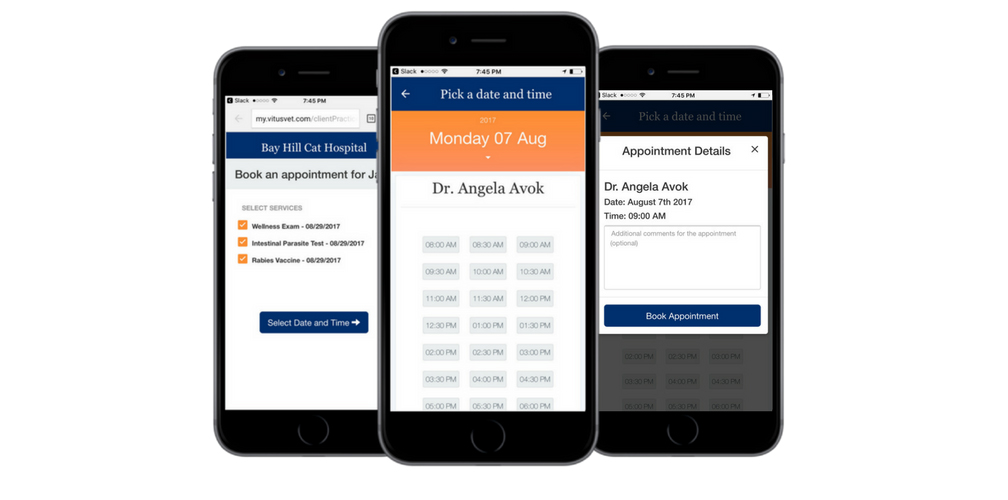 Slack 7:45 PM
my.vitusvet.com/clientPracti
Bay Hill Cat Hospital
Book an appointment for Ja
SELECT SERVICES
Wellness Exam - 08/29/2017
Intestinal Parasite Test - 08/29/2017
Rabies Vaccine - 08/29/2017
Select Date and Time
Slack 7:45 PM
Pick a date and time
2017
Monday 07 Aug
Dr. Angela Avok
08:00 AM 08:30 AM 09:00 AM
09:30 AM 10:00 AM 10:30 AM
11:00 AM 11:30 AM 12:00 PM
12:30 PM 01:00 PM 01:30 PM
02:00 PM 02:30 PM 03:00 PM
03:30 PM 04:00 PM 04:30 PM
05:00 PM 05:30 PM 06:00 PM
Slack 7:45 PM
Pick a date and time
Appointment Details
Dr. Angela Avok
Date: August 7th 2017
Time: 09:00 AM
Additional comments for the appointment
(optional)
Book Appointment
02:00 PM 02:30 PM 03:00 PM
03:30 PM 04:00 PM 04:30 PM
05:00 PM 05:30 PM 06:00 PM